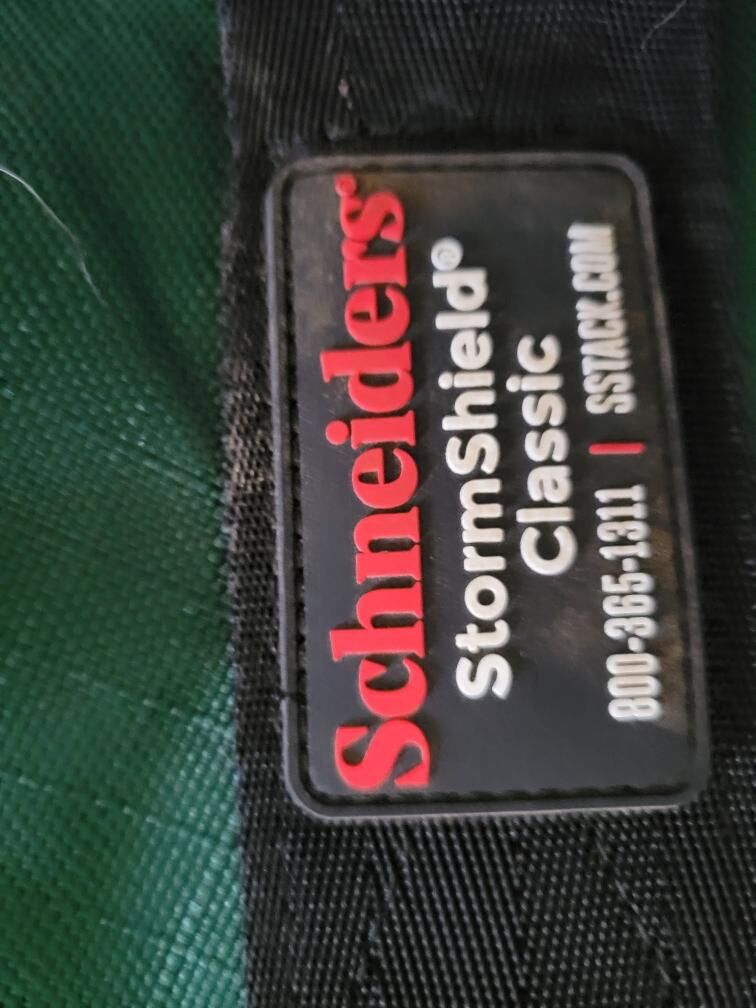 Schneiders®
StormShield®
Classic
800-365-1311 | SSTACK.COM